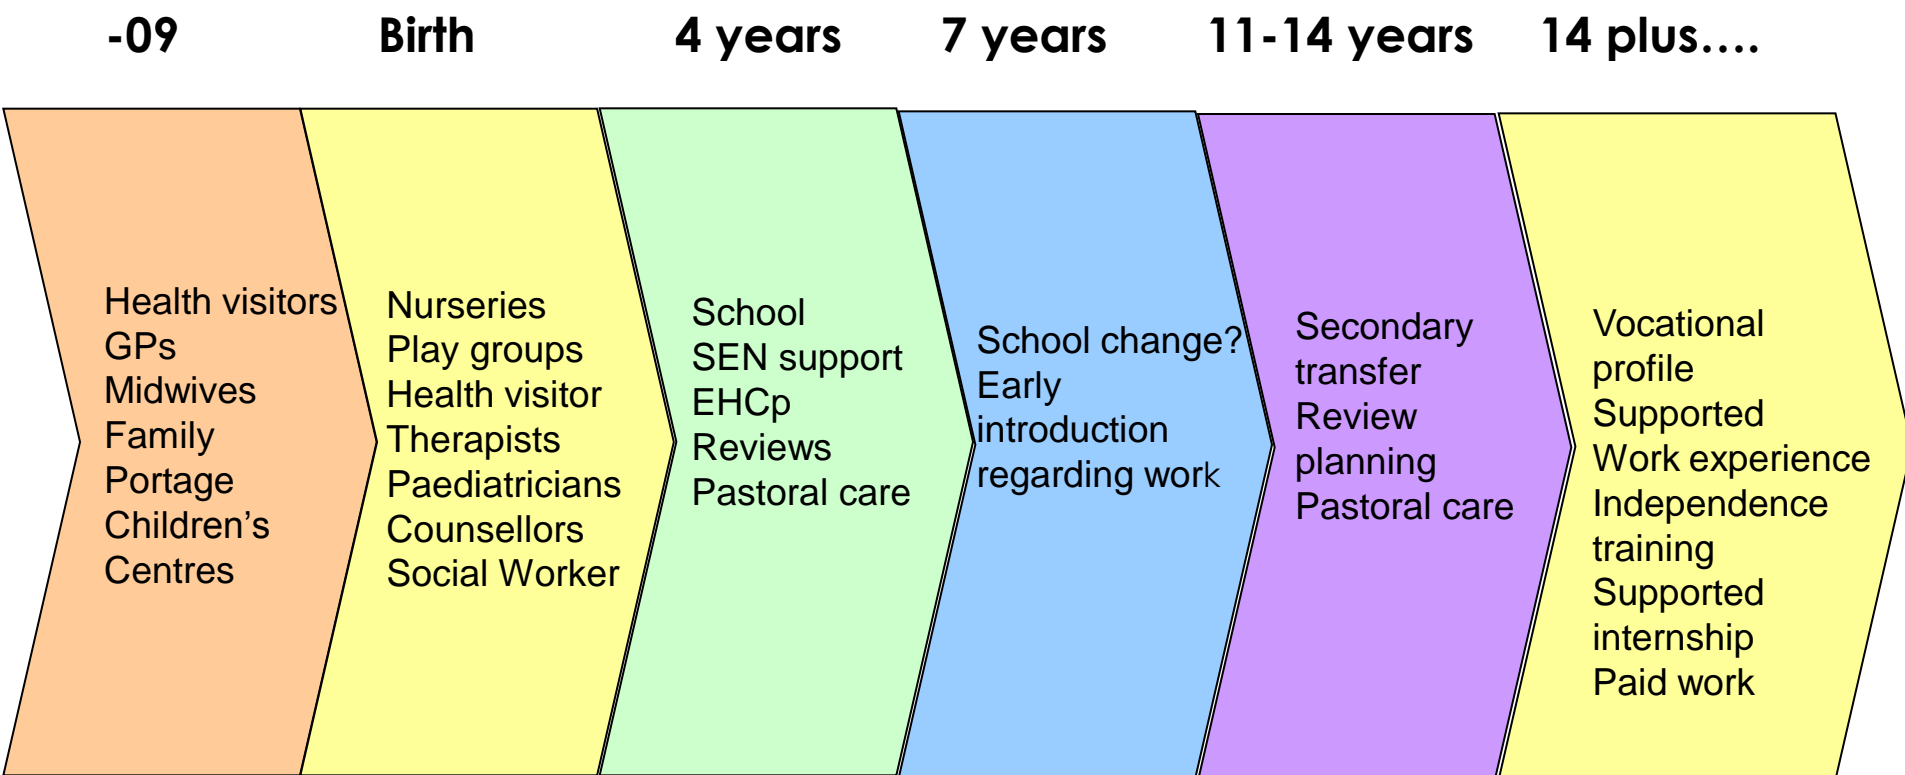 -09
Birth
4 years
7 years
11-14 years
14 plus....
Health visitors
GPs
Midwives
Family
Portage
Children’s
Centres
Nurseries
Play groups
Health visitor
Therapists
Paediatricians
Counsellors
Social Worker
School
SEN support
EHCp
Reviews
Pastoral care
School change?
Early
introduction
regarding work
Secondary
transfer
Review
planning
Pastoral care
Vocational
profile
Supported
Work experience
Independence
training
Supported
internship
Paid work